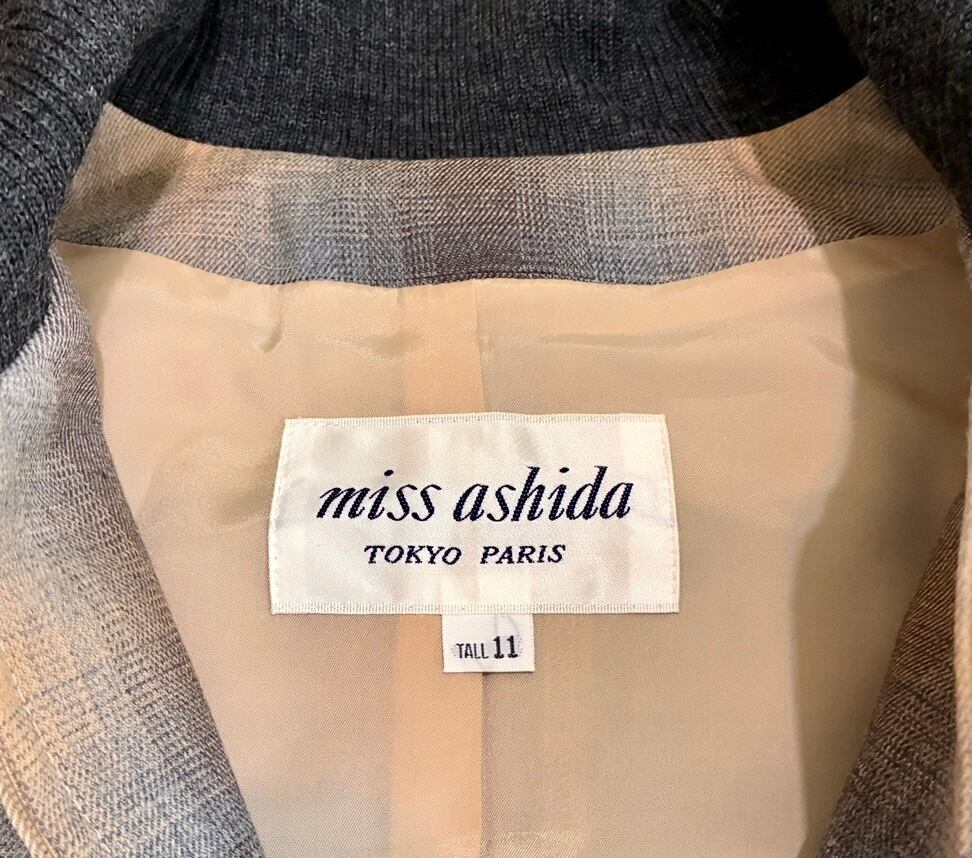 miss ashida
TOKYO PARIS
TALL 11